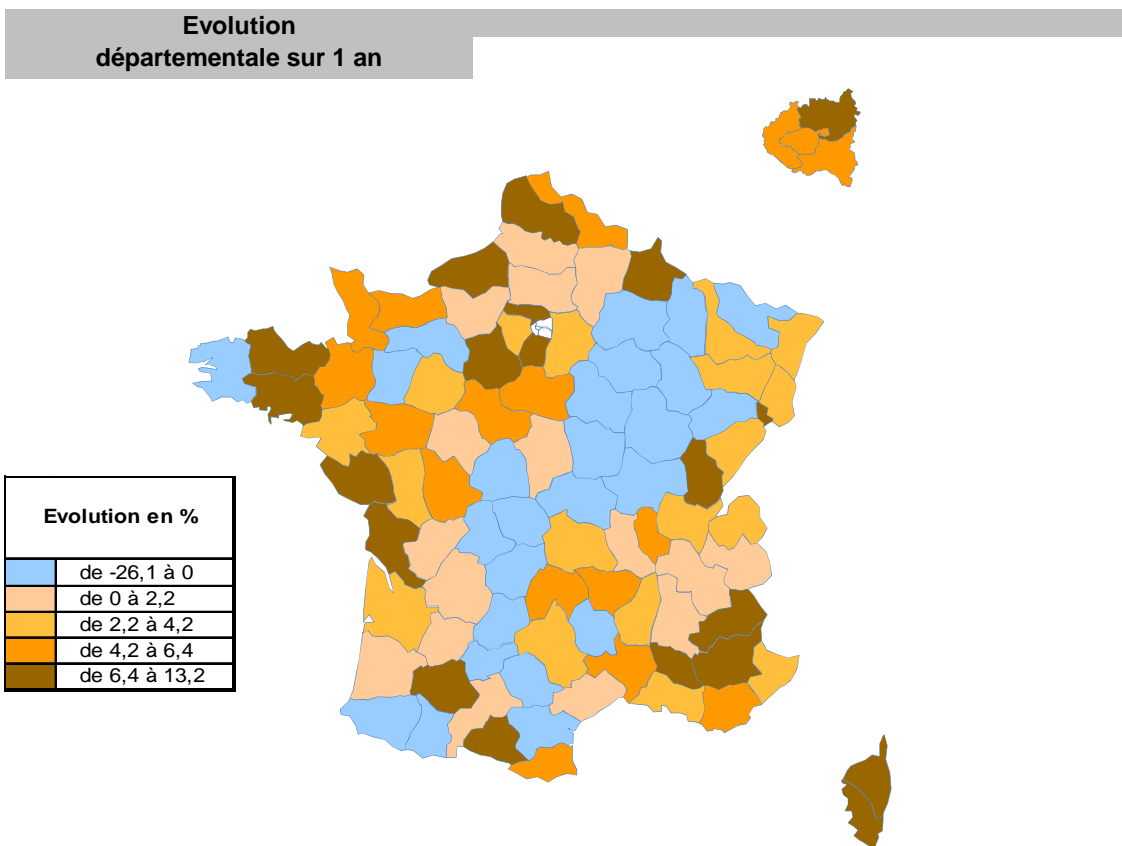 Evolution
départementale sur 1 an
Evolution en %
de -26,1 à 0
de 0 à 2,2
de 2,2 à 4,2
de 4,2 à 6,4
de 6,4 à 13,2